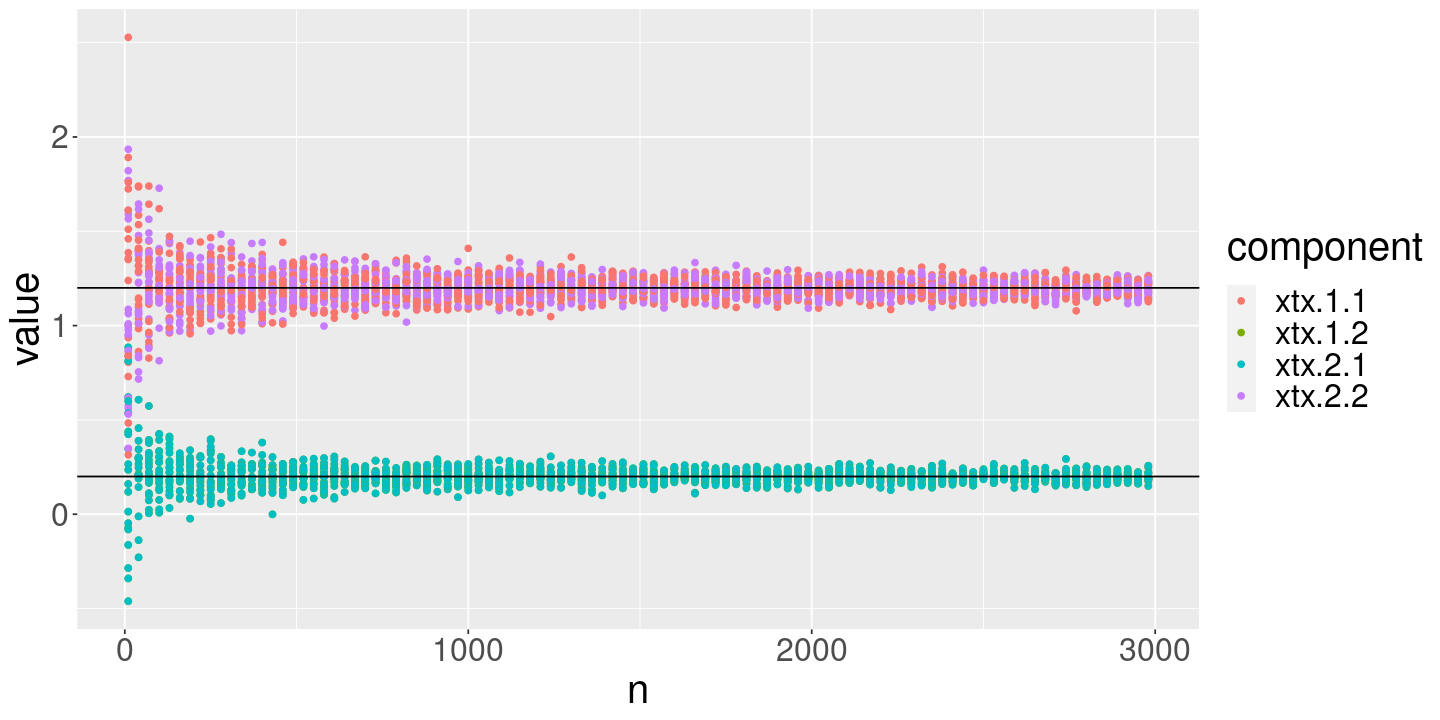 value
2
1
0
0
1000
2000
3000
n
component
xtx.1.1
xtx.1.2
xtx.2.1
xtx.2.2